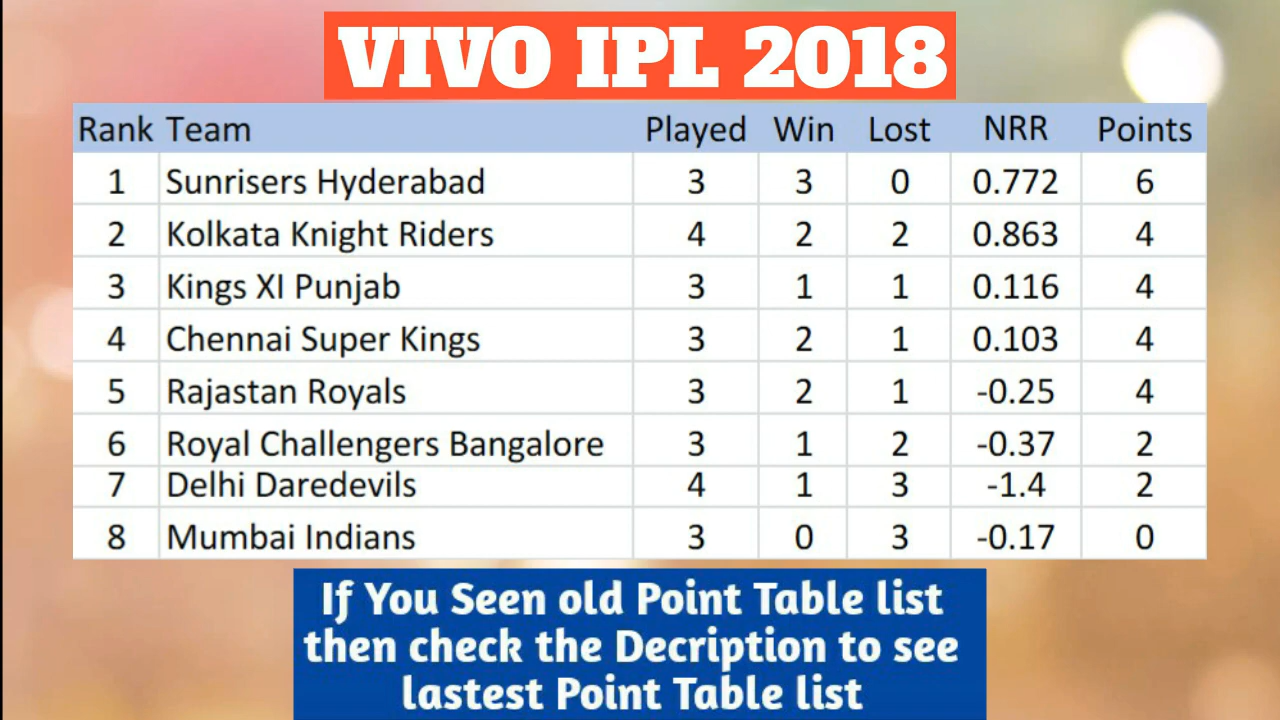 VIVO IPL 2018
Rank Team Played Win Lost NRR Points
1 Sunrisers Hyderabad 3 3 0 0.772 6
2 Kolkata Knight Riders 4 2 2 0.863 4
3 Kings XI Punjab 3 1 1 0.116 4
4 Chennai Super Kings 3 2 1 0.103 4
5 Rajastan Royals 3 2 1 -0.25 4
6 Royal Challengers Bangalore 3 1 2 -0.37 2
7 Delhi Daredevils 4 1 3 -1.4 2
8 Mumbai Indians 3 0 3 -0.17 0
If You Seen old Point Table list
then check the Decription to see
lastest Point Table list